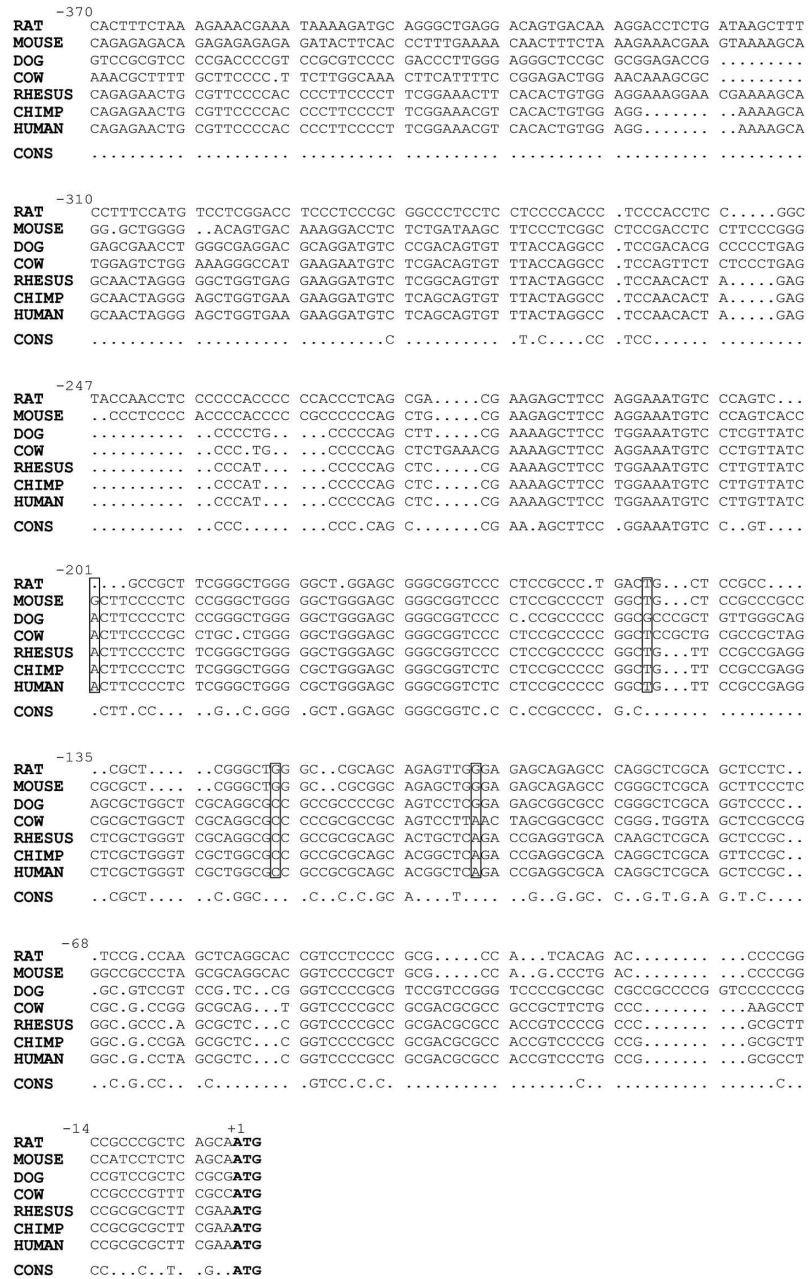 -370
RAT CACTTTCTAA AGAAACGAAA TAAAAGATGC AGGGCTGAGG ACAGTGACAA AGGACCTCTG ATAAGCTTT
MOUSE CAGAGAGACA GAGAGAGAGA GATACTTCAC CCTTTGAAAA CAACTTTCTA AAGAAACGAA GTAAAAGCA
DOG GTCCGCGTCC CCGACCCCGT CCGCGTCCCC GACCCTTGGG AGGGCTCCGC GCGGAGACCG .........
COW AAACGCTTTT GCTTCCCC.T TCTTGGCAAA CTTCATTTTC CGGAGACTGG AACAAAGCGC .........
RHESUS CAGAGAACTG CGTTCCCCAC CCCTTCCCCT TCGGAAACTT CACACTGTGG AGGAAAGGAA CGAAAAGCA
CHIMP CAGAGAACTG CGTTCCCCAC CCCTTCCCCT TCGGAAACGT CACACTGTGG AGG....... .AAAAGCA
HUMAN CAGAGAACTG CGTTCCCCAC CCCTTCCCCT TCGGAAACGT CACACTGTGG AGG....... .AAAAGCA
CONS .......... .......... .......... .......... .......... .......... .........
-310
RAT CCTTTCCATG TCCTCGGACC TCCCTCCCGC GGCCCTCCTC CTCCCCACCC .TCCCACCTC C.....GGC
MOUSE GG.GCTGGGG ..ACAGTGAC AAAGGACCTC TCTGATAAGC TTCCCTCGGC CTCCGACCTC CTTCCCGGG
DOG GAGCGAACCT GGGCGAGGAC GCAGGATGTC CCGACAGTGT TTACCAGGCC .TCCGACACG CCCCCTGAG
COW TGGAGTCTGG AAAGGGCCAT GAAGAATGTC CTCGACAGTGT TTACCAGGCC .TCCAGTTCT CTCCCTGAG
RHESUS GCAACTAGGG GGCTGGTGAG GAAGGATGTC CTCGGCAGTGT TTACTAGGCC .TCCAACACT A.....GAG
CHIMP GCAACTAGGG AGCTGGTGAA GAAGGATGTC CTCAGCAGTGT TTACTAGGCC .TCCAACACT A.....GAG
HUMAN GCAACTAGGG AGCTGGTGAA GAAGGATGTC CTCAGCAGTGT TTACTAGGCC .TCCAACACT A.....GAG
CONS .......... .......... .........C .......... ..T.C....CC .TCC...... .........
-247
RAT TACCAACCTC CCCCCACCCC CCACCCTCAG CGA.....CG AAGAGCTTCC AGGAAATGTC CCAGTC...
MOUSE ..CCCTCCCC ACCCCACCCC CGCCCCCCAG CTG.....CG AAGAGCTTCC AGGAAATGTC CCAGTCACC
DOG .......... ..CCCCTG.. ...CCCCCAG CTT.....CG AAAAGCTTCC TGGAAATGTC CTCGTTATC
COW .......... ..CCC.TG.. ...CCCCCAG CTCTGAAACG AAAAGCTTCC TGGAAATGTC CCTGTTATC
RHESUS .......... ..CCCAT... ...CCCCCAG CTC.....CG AAAAGCTTCC TGGAAATGTC CTTGTTATC
CHIMP .......... ..CCCAT... ...CCCCCAG CTC.....CG AAAAGCTTCC TGGAAATGTC CTTGTTATC
HUMAN .......... ..CCCAT... ...CCCCCAG CTC.....CG AAAAGCTTCC TGGAAATGTC CTTGTTATC
CONS .......... ..CCC..... ...CCC.CAGC ........CG AA.AGCTTCC .GGAAATGTC C..GT....
-201
RAT ....GCCGCT TCGGGCTGGG GGCT.GGAGC GGGCGGTCCC CTCCGCCC.T GACTG...CT CCGCC....
MOUSE GCTTCCCCTC CCGGGCTGGG GGCTGGGAGC GGGCGGTCCC CTCCGCCCTG GGCTG...CT CCGCCCGCC
DOG ACTTCCCCTC TCGGGCTGGG GGCTGGGAGC GGGCGGTCCC C.CCGCCCCC GGCGCCCGCT GTTGGGCAG
COW ACTTCCCCGC CTGC.CTGGG GGCTGGGAGC GGGCGGTCCC CTCCGCCCCC GGCTCCGCTG CGCCGCTAG
RHESUS ACTTCCCCTC TCGGGCTGGG GGCTGGGAGC GGGCGGTCCC CTCCGCCCCC GGCTG...TT CCGCCGAGG
CHIMP ACTTCCCCTC TCGGGCTGGG CGCTGGGAGC GGGCGGTCTC CTCCGCCCCC GGCTG...TT CCGCCGAGG
HUMAN ACTTCCCCTC TCGGGCTGGG CGCTGGGAGC GGGCGGTCTC CTCCGCCCCC GGCTG...TT CCGCCGAGG
CONS .CTT.CC... ..G..C.GGG .GCT.GGAGC GGGCGGTCC.C C.CCGCCCC. G.C....... .........
-135
RAT ..CGCT.... ..CGGGCTGG GC..CGCAGC AGAGTTGGGA GAGCAGAGCC CAGGCTCGCA GCTCCTC..
MOUSE CGCGCT.... ..CGGGCTGG GC..CGCGGC AGAGCTGGGA GAGCAGAGCC CGGGCTCGCA GCTTCCCTC
DOG AGCGCTGGCT CGCAGGCGCC GCCGCCCCGC AGTCCTCGGA GAGCGGCGCC CGGGCTCGCA GGTCCCC..
COW CGCGCTGGCT CGCAGGCGCC GCCGCGCCGC AGTCCTTAAC TAGCGGCGCC CGGG.TGGTA GCTCCGCCG
RHESUS CTCGCTGGGT CGCAGGCGCC GCCGCGCAGC ACTGCTCAGA CCGAGGTGCA CAAGCTCGCA GCTCCGC..
CHIMP CTCGCTGGGT CGCTGGCGCC GCCGCGCAGC ACGGCTCAGA CCGAGGCGCA CAGGCTCGCA GTTCCGC..
HUMAN CTCGCTGGGT CGCTGGCGCC GCCGCGCAGC ACGGCTCAGA CCGAGGCGCA CAGGCTCGCA GCTCCGC..
CONS ..CGCT.... ..C.GGC... .C..C.C.GC A....T.... ...G..G.GC. C..G.T.G.A G.T.C....
-68
RAT .TCCG.CCAA GCTCAGGCAC CGTCCTCCCC GCG.....CC A...TCACAG AC........ ...CCCCGG
MOUSE GGCCGCCCTA GCGCAGGCAC GGTCCCCGCT GCG.....CC A..G.CCCTG AC........ ...CCCCGG
DOG .GC.GTCCGT CCG.TC..CG GGTCCCCGCG TCCGTCCGGG TCCCCGCCGC CGCCGCCCCG GTCCCCCCG
COW CGC.G.CCGG GCGCAG...T GGTCCCCGCC GCGACGCGCC GCCGCTTCTG CCC....... ...AAGCCT
RHESUS GGC.GCCC.A GCGCTC...C GGTCCCCGCC GCGACGCGCC ACCGTCCCCG CCC....... ...GCGCTT
CHIMP GGC.G.CCGA GCGCTC...C GGTCCCCGCC GCGACGCGCC ACCGTCCCCG CCC....... ...GCGCTT
HUMAN GGC.G.CCTA GCGCTC...C GGTCCCCGCC GCGACGCGCC ACCGTCCCTG CCG....... ...GCGCCT
CONS ..C.G.CC.. .C........ .GTCC.C.C. .......... .......... C......... ......C..
-14 +1
RAT CCGCCCGCTC AGCAATG
MOUSE CCATCCTCTC AGCAATG
DOG CCGTCCGCTC CGCGATG
COW CCGCCCGTTT CGCCATG
RHESUS CCGCGCGCTT CGAAATG
CHIMP CCGCGCGCTT CGAAATG
HUMAN CCGCGCGCTT CGAAATG
CONS CC...C..T. .G..ATG